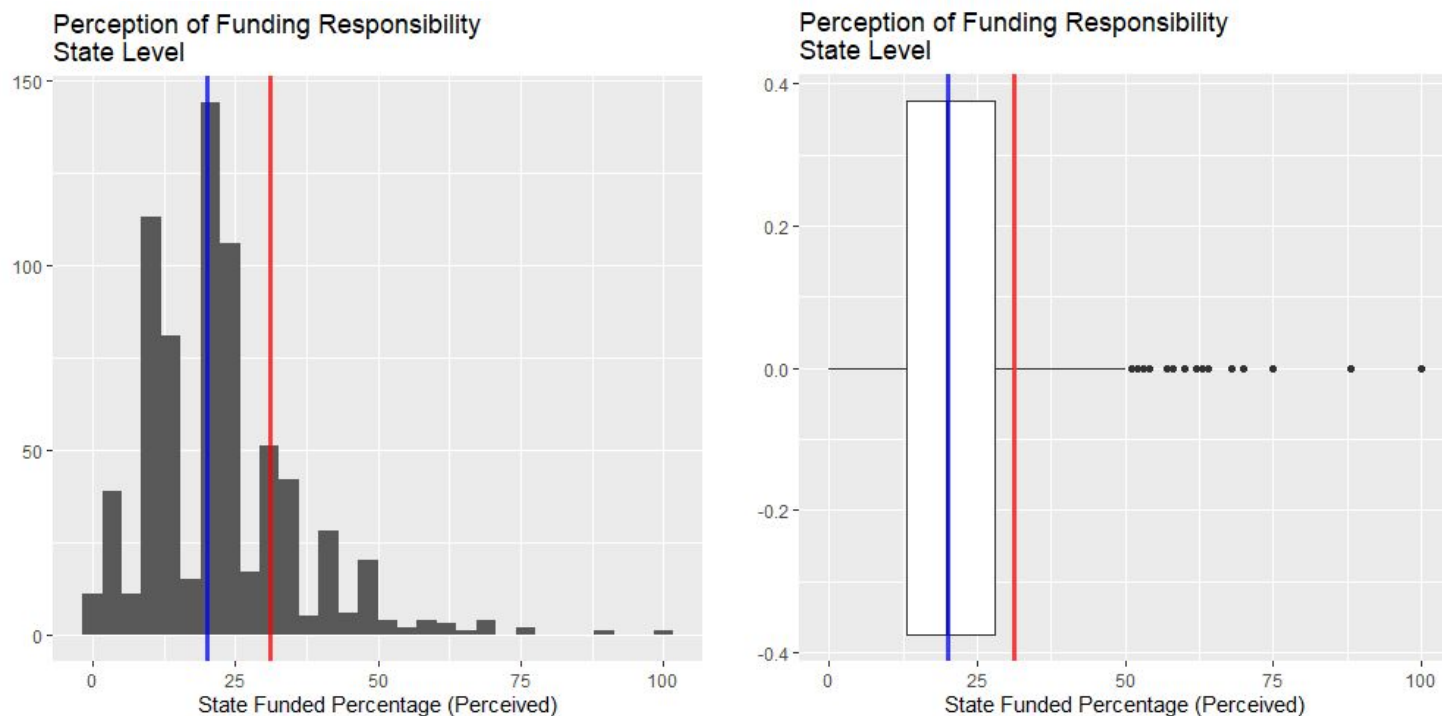 Perception of Funding Responsibility
State Level
150
100
50
0
0 25 50 75 100
State Funded Percentage (Perceived)
Perception of Funding Responsibility
State Level
0.4
0.2
0.0
-0.2
-0.4
0 25 50 75 100
State Funded Percentage (Perceived)